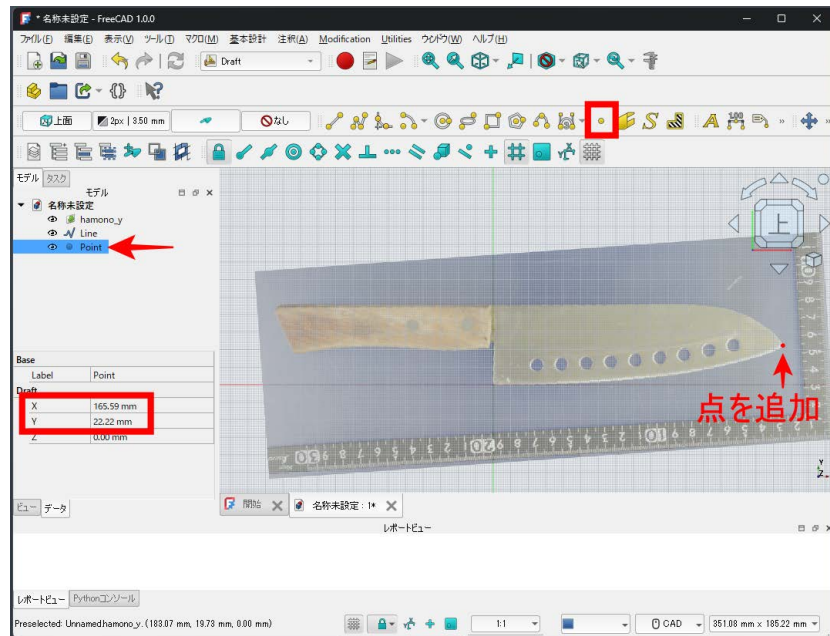 * 名称未設定 - FreeCAD 1.0.0
ファイル(F) 編集(E) 表示(V) ツール(T) マクロ(M) 基本設計 注釈(A) Modification Utilities ウィンドウ(W) ヘルプ(H)
Draft
上面 2px | 3.50 mm なし
モデル タスク
モデル
名称未設定
hamono_y
Line
Point
上
点を追加
Base
Label Point
Draft
X 165.59 mm
Y 22.22 mm
Z 0.00 mm
ビュー データ
開始 名称未設定 : 1*
レポートビュー
レポートビュー Pythonコンソール
Preselected: Unnamed.hamono_y. (183.07 mm, 19.73 mm, 0.00 mm) 1:1 CAD 351.08 mm x 185.22 mm